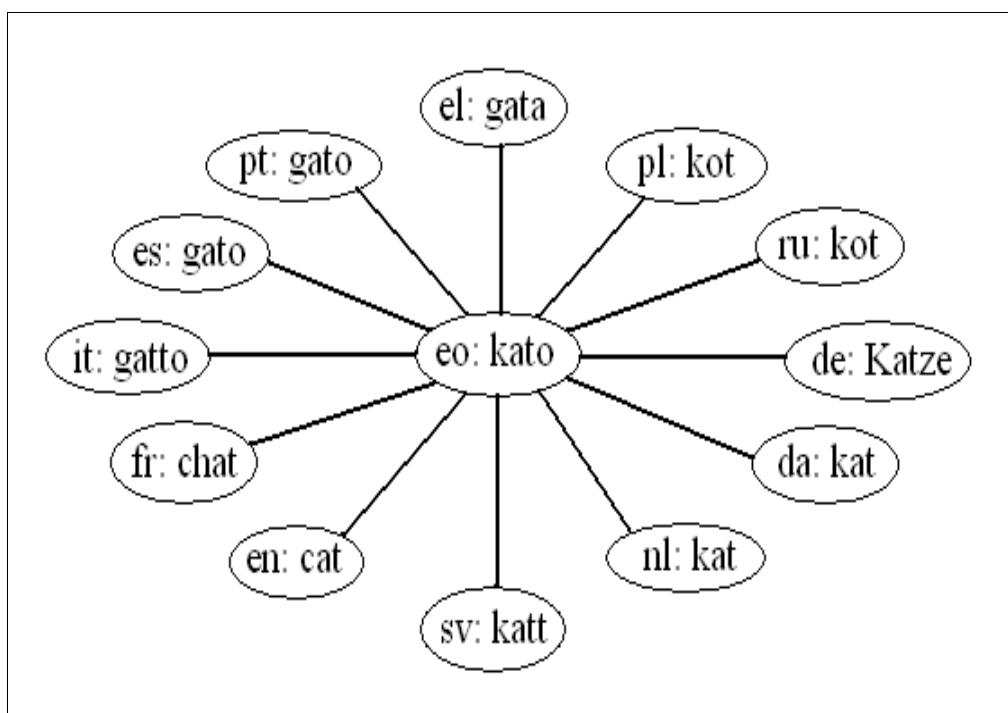 el: gata
pt: gato
pl: kot
es: gato
ru: kot
it: gatto
eo: kato
de: Katze
fr: chat
da: kat
en: cat
nl: kat
sv: katt